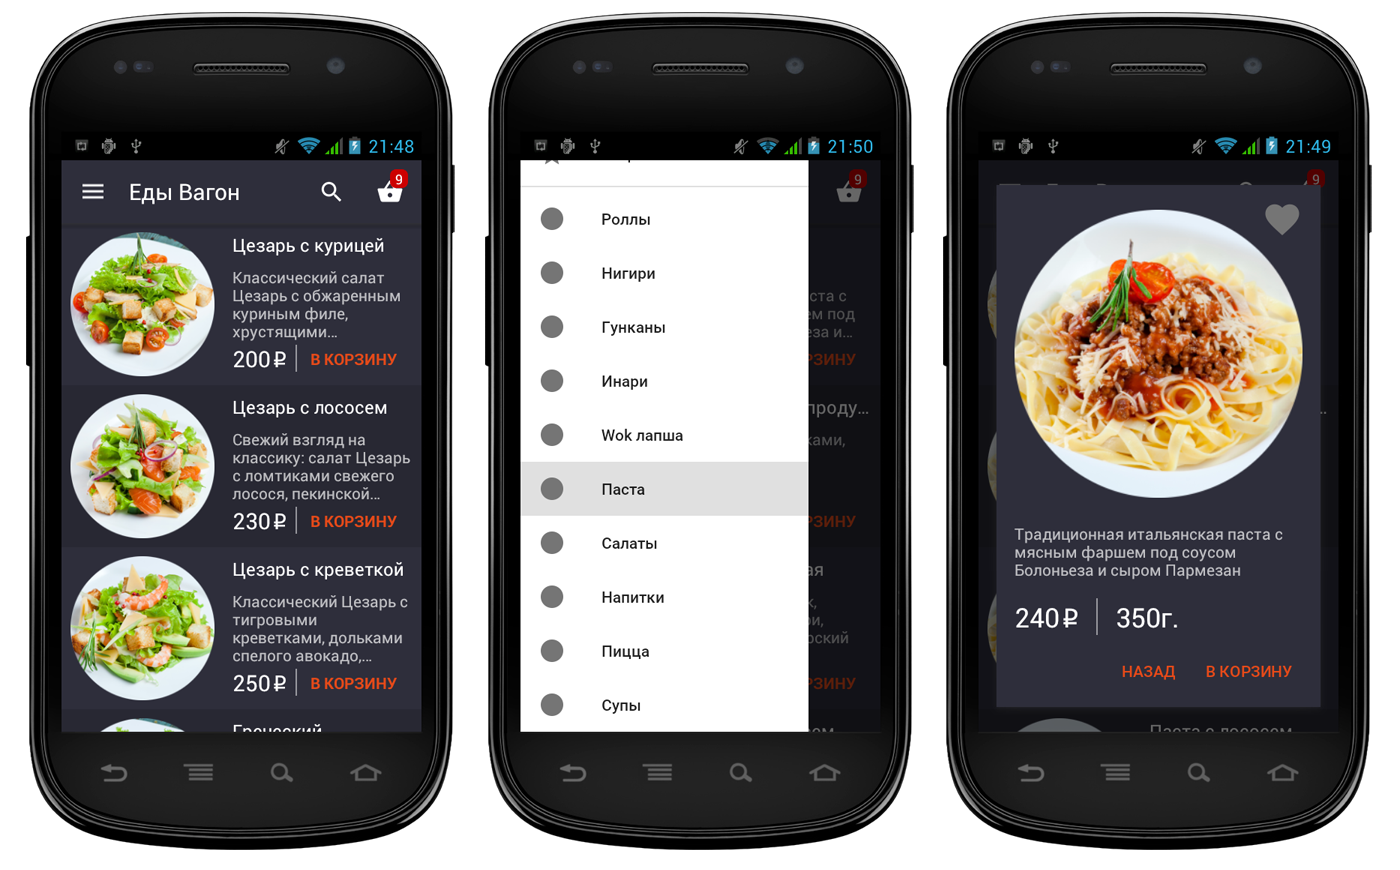 21:48
Еды Вагон
9
Цезарь с курицей
Классический салат
Цезарь с обжаренным
куриным филе,
хрустящими...
200₽
В КОРЗИНУ
Цезарь с лососем
Свежий взгляд на
классику: салат Цезарь
с ломтиками свежего
лосося, пекинской...
230₽
В КОРЗИНУ
Цезарь с креветкой
Классический Цезарь с
тигровыми
креветками, дольками
спелого авокадо,...
250₽
В КОРЗИНУ
Греческий
21:50
9
Роллы
Нигири
Гунканы
Инари
Wok лапша
Паста
Салаты
Напитки
Пицца
Супы
21:49
9
Традиционная итальянская паста с
мясным фаршем под соусом
Болоньеза и сыром Пармезан
240₽
350г.
НАЗАД
В КОРЗИНУ
Паста с лососем